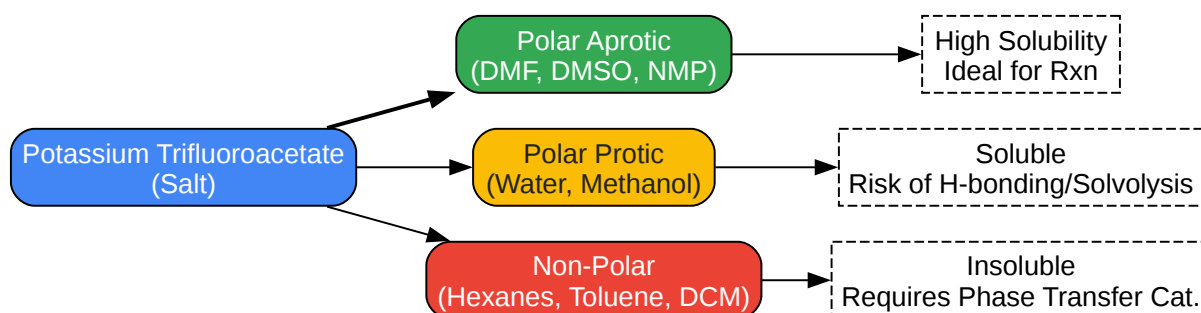 Polar Aprotic
(DMF, DMSO, NMP)
High Solubility
Ideal for Rxn
Potassium Trifluoroacetate
(Salt)
Polar Protic
(Water, Methanol)
Soluble
Risk of H-bonding/Solvolysis
Non-Polar
(Hexanes, Toluene, DCM)
Insoluble
Requires Phase Transfer Cat.